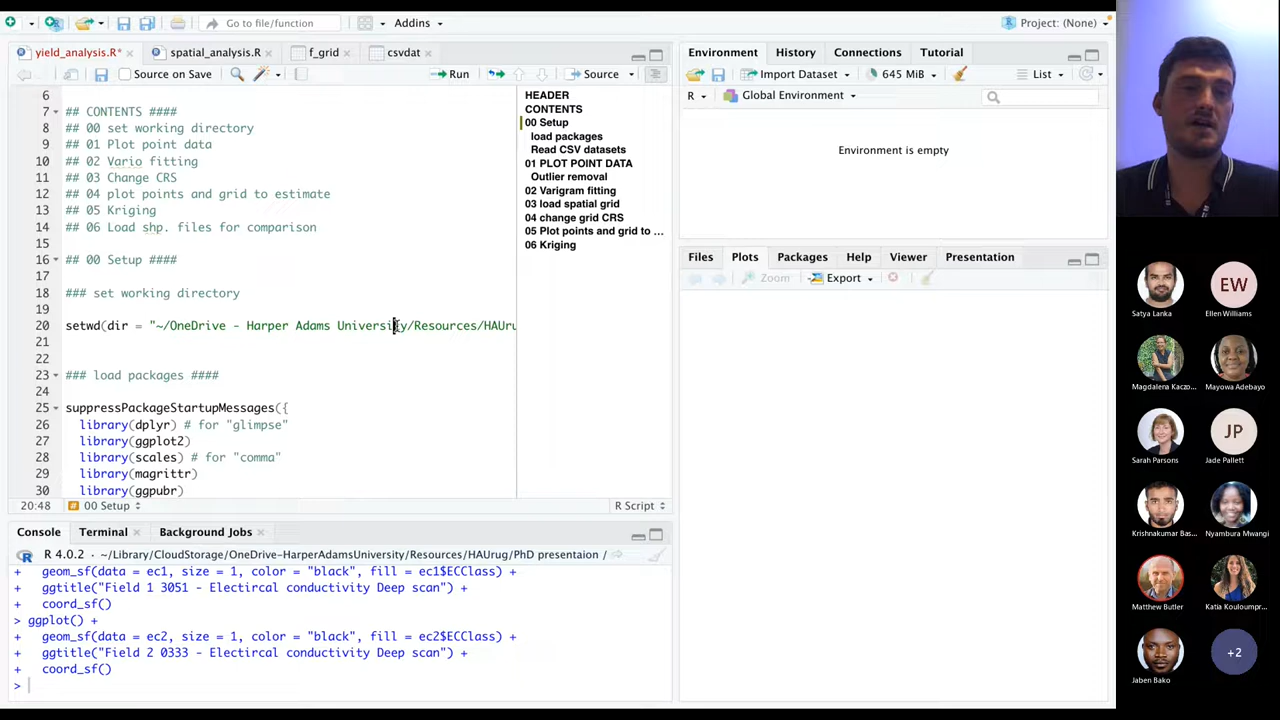 Go to file/function
Addins
Project: (None)
yield_analysis.R*
spatial_analysis.R
f_grid
csvdat
Source on Save
Run
Source
6
7 ## CONTENTS ####
8 ## 00 set working directory
9 ## 01 Plot point data
10 ## 02 Vario fitting
11 ## 03 Change CRS
12 ## 04 plot points and grid to estimate
13 ## 05 Kriging
14 ## 06 Load shp. files for comparison
15
16 ## 00 Setup ####
17
18 ### set working directory
19
20 setwd(dir = "~/OneDrive - Harper Adams University/Resources/HAUru
21
22
23 ### load packages ####
24
25 suppressPackageStartupMessages({
26 library(dplyr) # for "glimpse"
27 library(ggplot2)
28 library(scales) # for "comma"
29 library(magrittr)
30 library(ggpubr)
HEADER
CONTENTS
00 Setup
load packages
Read CSV datasets
01 PLOT POINT DATA
Outlier removal
02 Varigram fitting
03 load spatial grid
04 change grid CRS
05 Plot points and grid to ...
06 Kriging
20:48
00 Setup
R Script
Console
Terminal
Background Jobs
R 4.0.2 · ~/Library/CloudStorage/OneDrive-HarperAdamsUniversity/Resources/HAUrug/PhD presentaion /
+ geom_sf(data = ec1, size = 1, color = "black", fill = ec1$ECClass) +
+ ggtitle("Field 1 3051 - Electircal conductivity Deep scan") +
+ coord_sf()
> ggplot() +
+ geom_sf(data = ec2, size = 1, color = "black", fill = ec2$ECClass) +
+ ggtitle("Field 2 0333 - Electircal conductivity Deep scan") +
+ coord_sf()
>
Environment
History
Connections
Tutorial
Import Dataset
645 MiB
List
R
Global Environment
Environment is empty
Files
Plots
Packages
Help
Viewer
Presentation
Zoom
Export
EW
Satya Lanka
Ellen Williams
Magdalena Kaczo...
Mayowa Adebayo
JP
Sarah Parsons
Jade Pallett
Krishnakumar Bas...
Nyambura Mwangi
Matthew Butler
Katia Kouloumpr...
+2
Jaben Bako